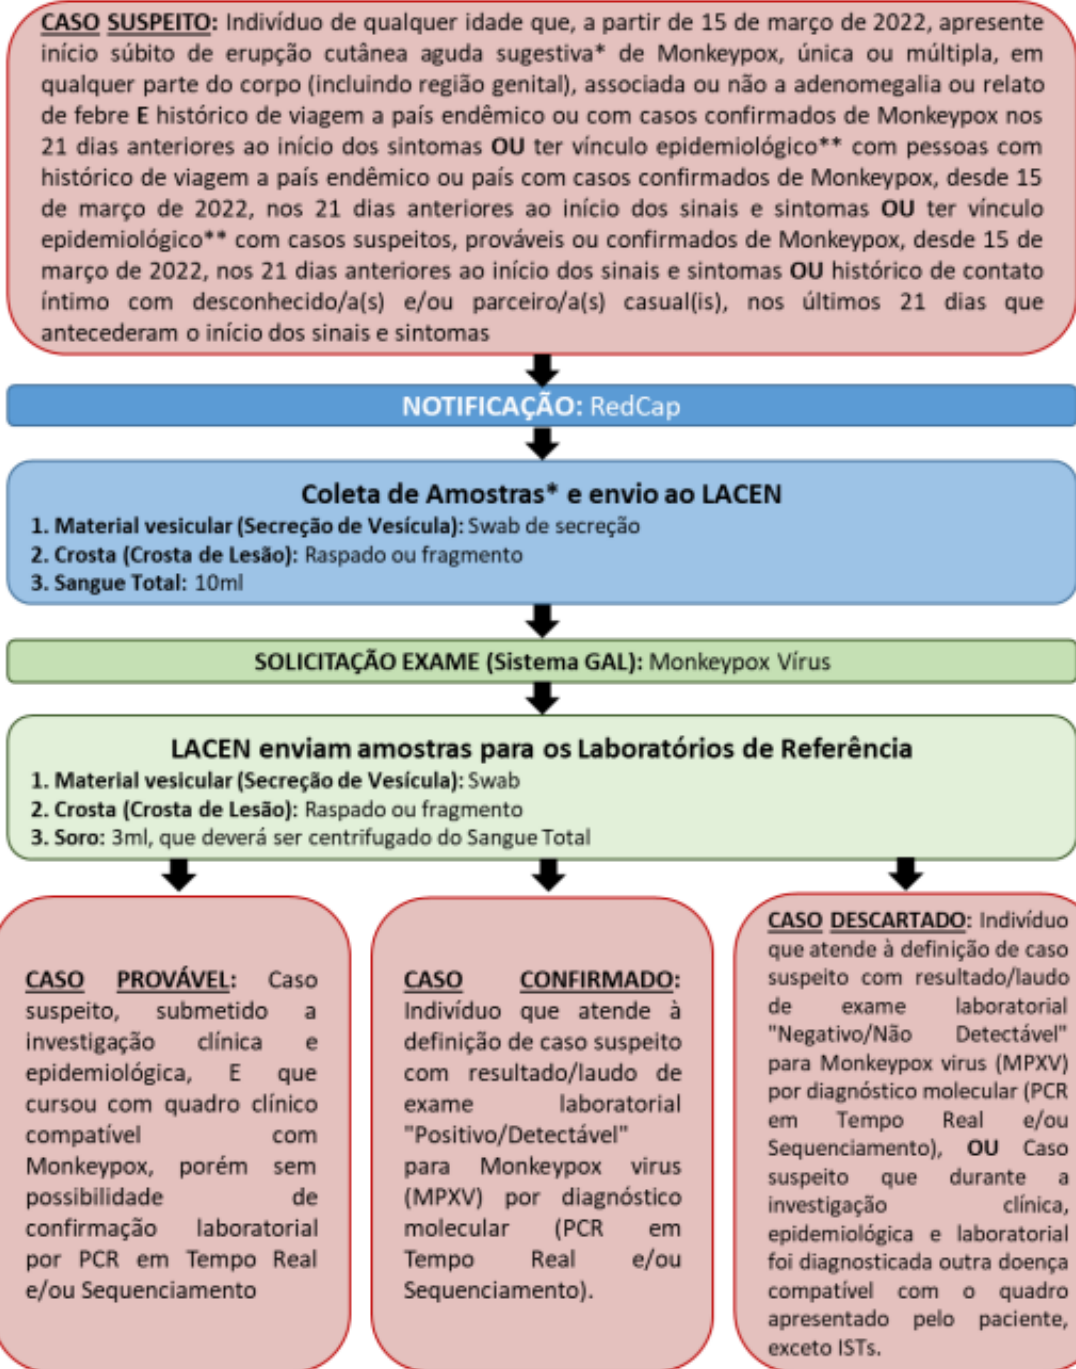 CASO SUSPEITO: Indivíduo de qualquer idade que, a partir de 15 de março de 2022, apresente
início súbito de erupção cutânea aguda sugestiva* de Monkeypox, única ou múltipla, em
qualquer parte do corpo (incluindo região genital), associada ou não a adenomegalia ou relato
de febre E histórico de viagem a país endêmico ou com casos confirmados de Monkeypox nos
21 dias anteriores ao início dos sintomas OU ter vínculo epidemiológico** com pessoas com
histórico de viagem a país endêmico ou país com casos confirmados de Monkeypox, desde 15
de março de 2022, nos 21 dias anteriores ao início dos sinais e sintomas OU ter vínculo
epidemiológico** com casos suspeitos, prováveis ou confirmados de Monkeypox, desde 15 de
março de 2022, nos 21 dias anteriores ao início dos sinais e sintomas OU histórico de contato
íntimo com desconhecido/a(s) e/ou parceiro/a(s) casual(is), nos últimos 21 dias que
antecederam o início dos sinais e sintomas
NOTIFICAÇÃO: RedCap
Coleta de Amostras* e envio ao LACEN
1. Material vesicular (Secreção de Vesícula): Swab de secreção
2. Crosta (Crosta de Lesão): Raspado ou fragmento
3. Sangue Total: 10ml
SOLICITAÇÃO EXAME (Sistema GAL): Monkeypox Vírus
LACEN enviam amostras para os Laboratórios de Referência
1. Material vesicular (Secreção de Vesícula): Swab
2. Crosta (Crosta de Lesão): Raspado ou fragmento
3. Soro: 3ml, que deverá ser centrifugado do Sangue Total
CASO PROVÁVEL: Caso
suspeito, submetido a
investigação clínica e
epidemiológica, E que
cursou com quadro clínico
compatível com
Monkeypox, porém sem
possibilidade de
confirmação laboratorial
por PCR em Tempo Real
e/ou Sequenciamento
CASO CONFIRMADO:
Indivíduo que atende à
definição de caso suspeito
com resultado/laudo de
exame laboratorial
"Positivo/Detectável"
para Monkeypox virus
(MPXV) por diagnóstico
molecular (PCR em
Tempo Real e/ou
Sequenciamento).
CASO DESCARTADO: Indivíduo
que atende à definição de caso
suspeito com resultado/laudo
de exame laboratorial
"Negativo/Não Detectável"
para Monkeypox virus (MPXV)
por diagnóstico molecular (PCR
em Tempo Real e/ou
Sequenciamento), OU Caso
suspeito que durante a
investigação clínica,
epidemiológica e laboratorial
foi diagnosticada outra doença
compatível com o quadro
apresentado pelo paciente,
exceto ISTs.